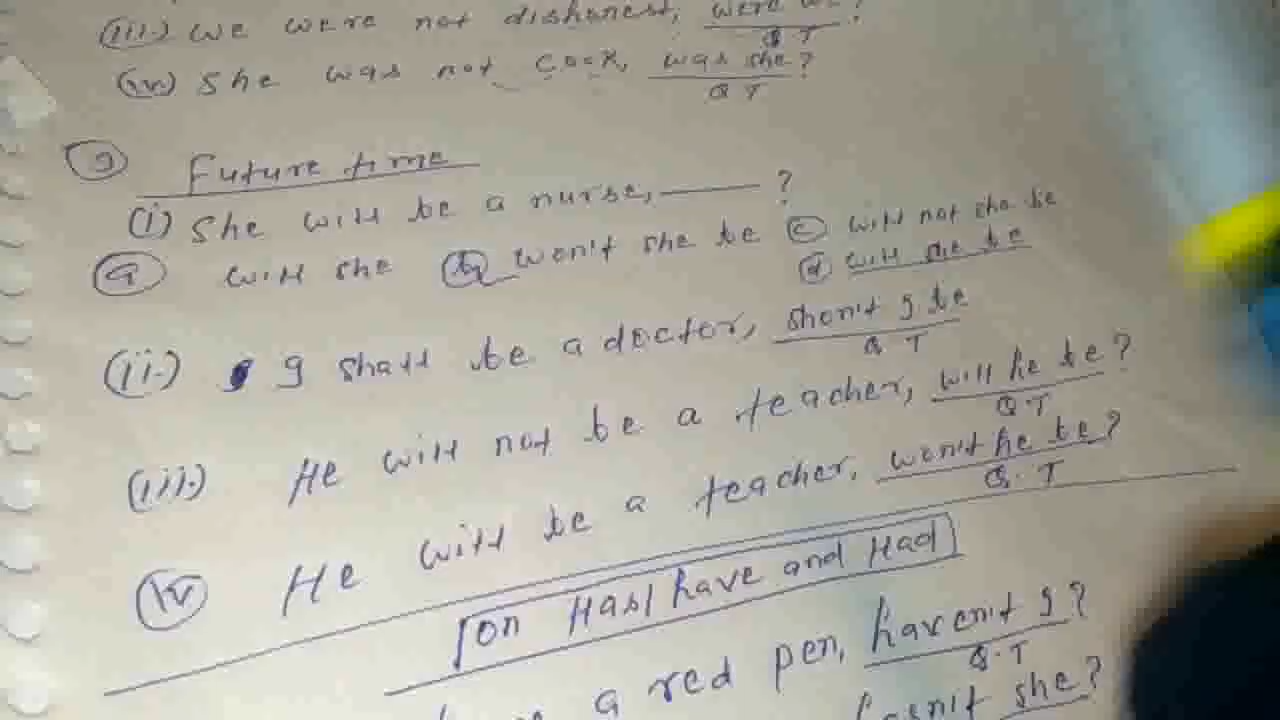 (iii.) We were not dishonest, were we?
Q T
(iv) She was not cook, was she?
Q T
9 Future time
(i) She will be a nurse, ——— ?
(a) will she (b) won't she be (c) will not she be
(d) will she be
(ii.) I shall be a doctor, shan't I be
Q T
(iii.) He will not be a teacher, will he be?
Q T
(iv) He will be a teacher, won't he be?
Q. T
on Has/have and Had
a red pen, haven't I?
Q.T
hasn't she?